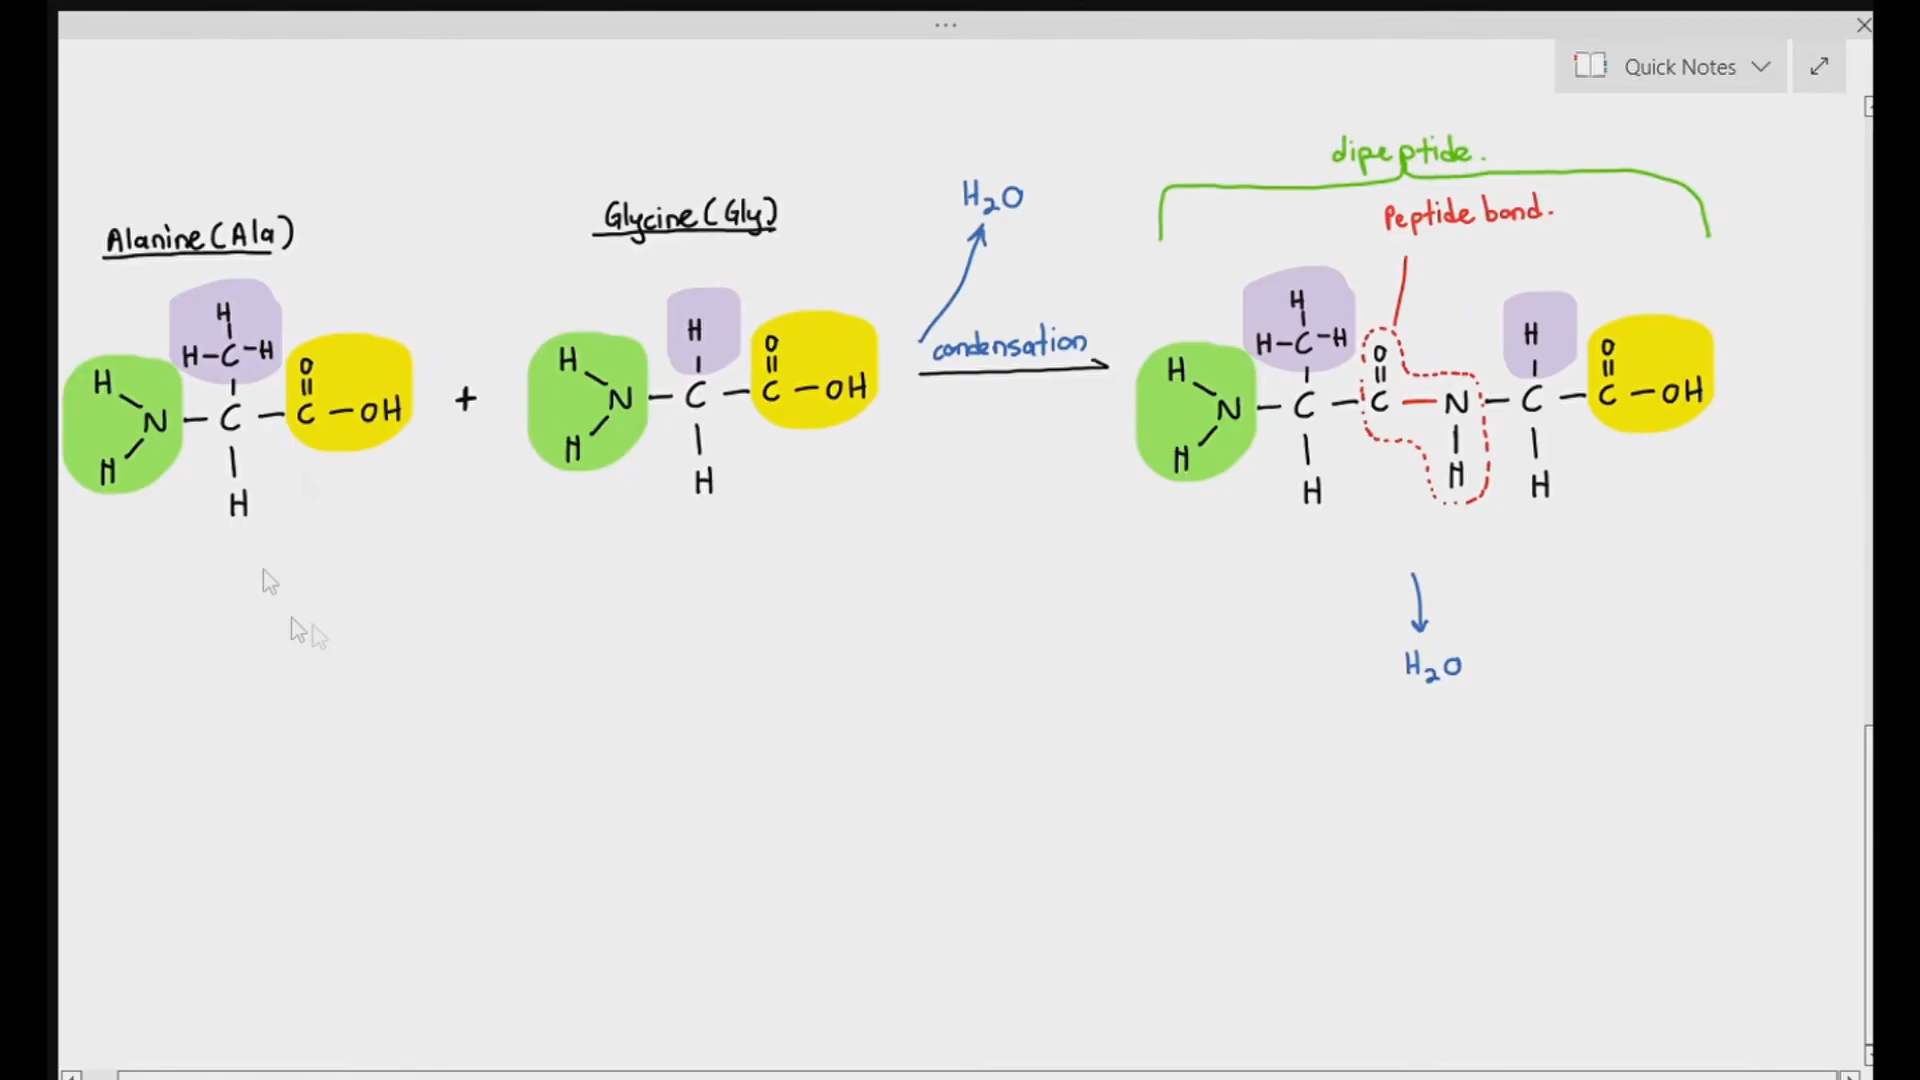 Quick Notes
dipeptide.
Peptide bond.
H₂O
Alanine (Ala)
Glycine (Gly)
condensation
H
H–C–H
O
H
N–C–C–OH
H
H
+
H
O
H
N–C–C–OH
H
H
H
H–C–H
O
H
O
H
N–C–C–N–C–C–OH
H
H
H
H
H₂O